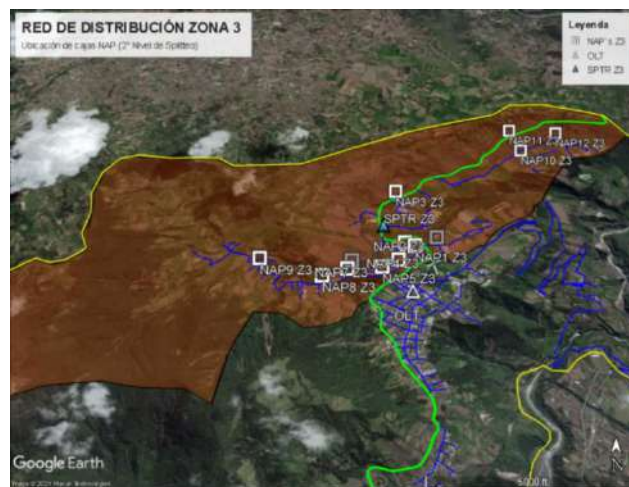 RED DE DISTRIBUCIÓN ZONA 3
Ubicación de cajas NAP (2° Nivel de Splitteo)
Leyenda
NAP's Z3
OLT
SPTR Z3
NAP11 Z3
NAP12 Z3
NAP10 Z3
NAP3 Z3
SPTR Z3
NAP1 Z3
NAP9 Z3
NAP5 Z3
NAP8 Z3
OLT
Google Earth
5000 ft
N